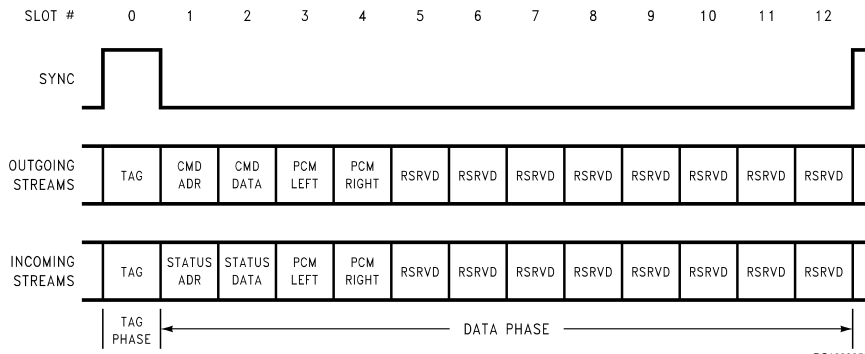 SLOT # 0 1 2 3 4 5 6 7 8 9 10 11 12
SYNC
OUTGOING STREAMS TAG CMD ADR CMD DATA PCM LEFT PCM RIGHT RSRVD RSRVD RSRVD RSRVD RSRVD RSRVD RSRVD RSRVD
INCOMING STREAMS TAG STATUS ADR STATUS DATA PCM LEFT PCM RIGHT RSRVD RSRVD RSRVD RSRVD RSRVD RSRVD RSRVD RSRVD
TAG PHASE DATA PHASE